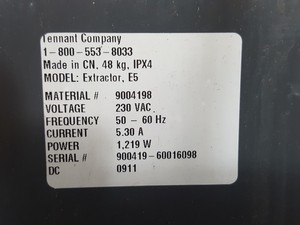 Tennant Company
1-800-553-8033
Made in CN, 48 kg, IPX4
MODEL: Extractor, E5
MATERIAL # 9004198
VOLTAGE 230 VAC
FREQUENCY 50 - 60 Hz
CURRENT 5.30 A
POWER 1,219 W
SERIAL # 900419-60016098
DC 0911